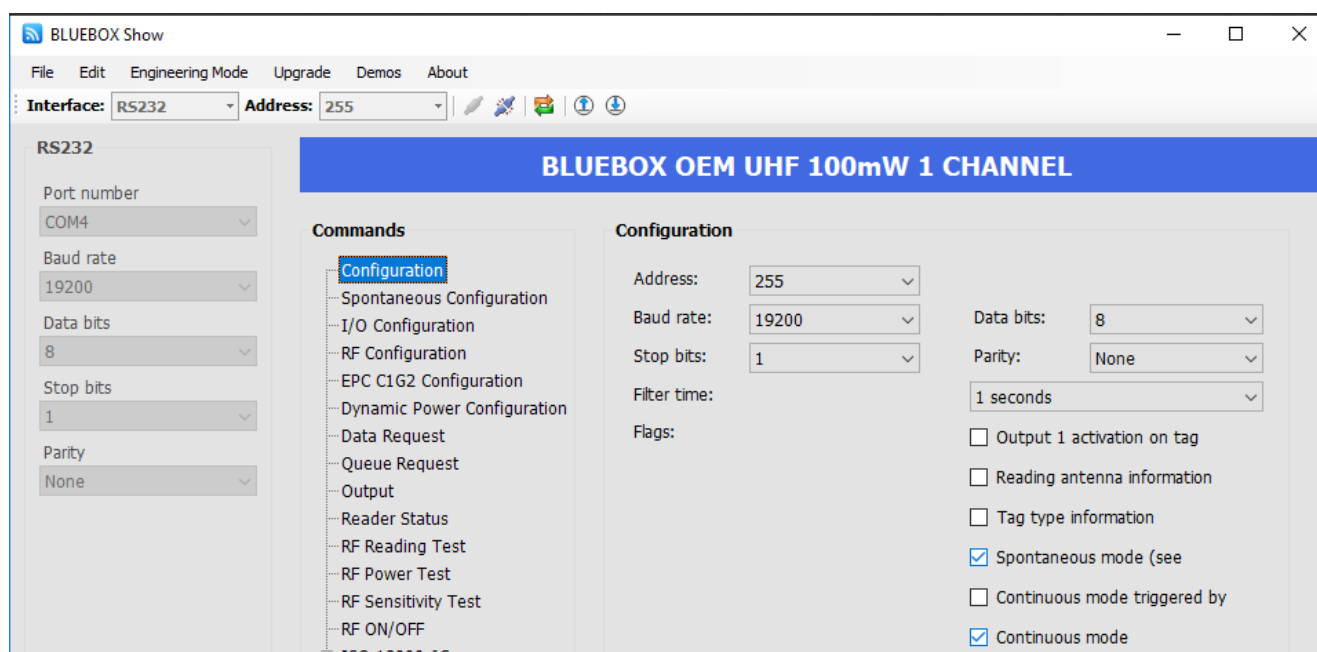 BLUEBOX Show
File Edit Engineering Mode Upgrade Demos About
Interface: RS232 Address: 255
RS232
Port number
COM4
Baud rate
19200
Data bits
8
Stop bits
1
Parity
None
BLUEBOX OEM UHF 100mW 1 CHANNEL
Commands
Configuration
Spontaneous Configuration
I/O Configuration
RF Configuration
EPC C1G2 Configuration
Dynamic Power Configuration
Data Request
Queue Request
Output
Reader Status
RF Reading Test
RF Power Test
RF Sensitivity Test
RF ON/OFF
Configuration
Address: 255
Baud rate: 19200 Data bits: 8
Stop bits: 1 Parity: None
Filter time: 1 seconds
Flags: Output 1 activation on tag
Reading antenna information
Tag type information
Spontaneous mode (see
Continuous mode triggered by
Continuous mode